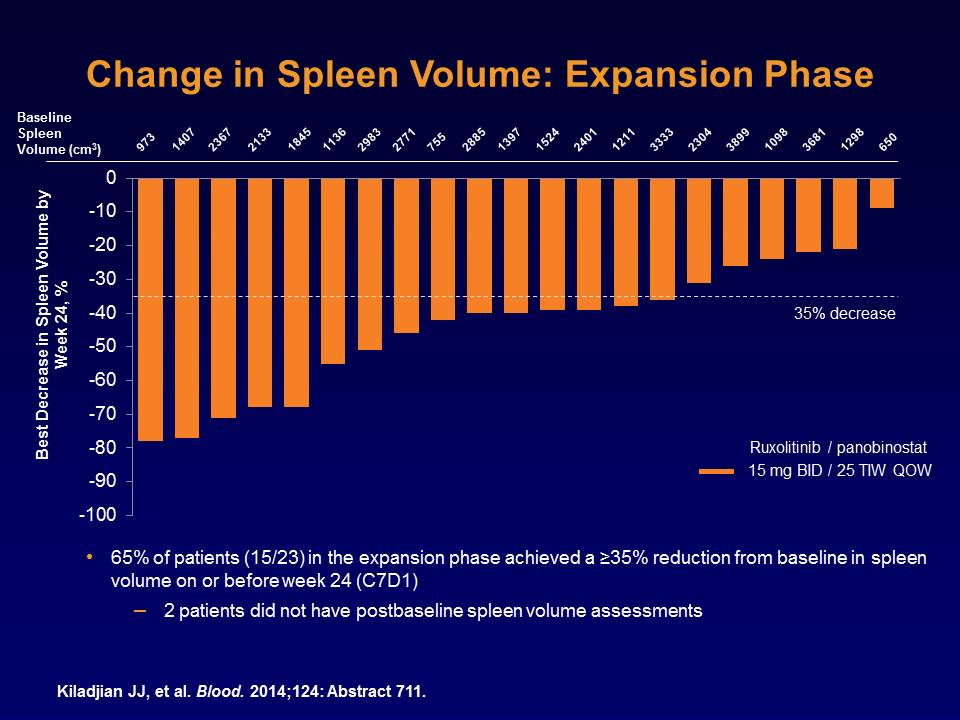 Change in Spleen Volume: Expansion Phase
Baseline
Spleen
Volume (cm³)
973 1407 2367 2133 1845 1136 2983 2771 755 2885 1397 1524 2401 1211 3333 2304 3899 1098 3681 1298 650
Best Decrease in Spleen Volume by
Week 24, %
0
-10
-20
-30
-40
-50
-60
-70
-80
-90
-100
35% decrease
Ruxolitinib / panobinostat
15 mg BID / 25 TIW QOW
• 65% of patients (15/23) in the expansion phase achieved a ≥35% reduction from baseline in spleen
volume on or before week 24 (C7D1)
– 2 patients did not have postbaseline spleen volume assessments
Kiladjian JJ, et al. Blood. 2014;124: Abstract 711.